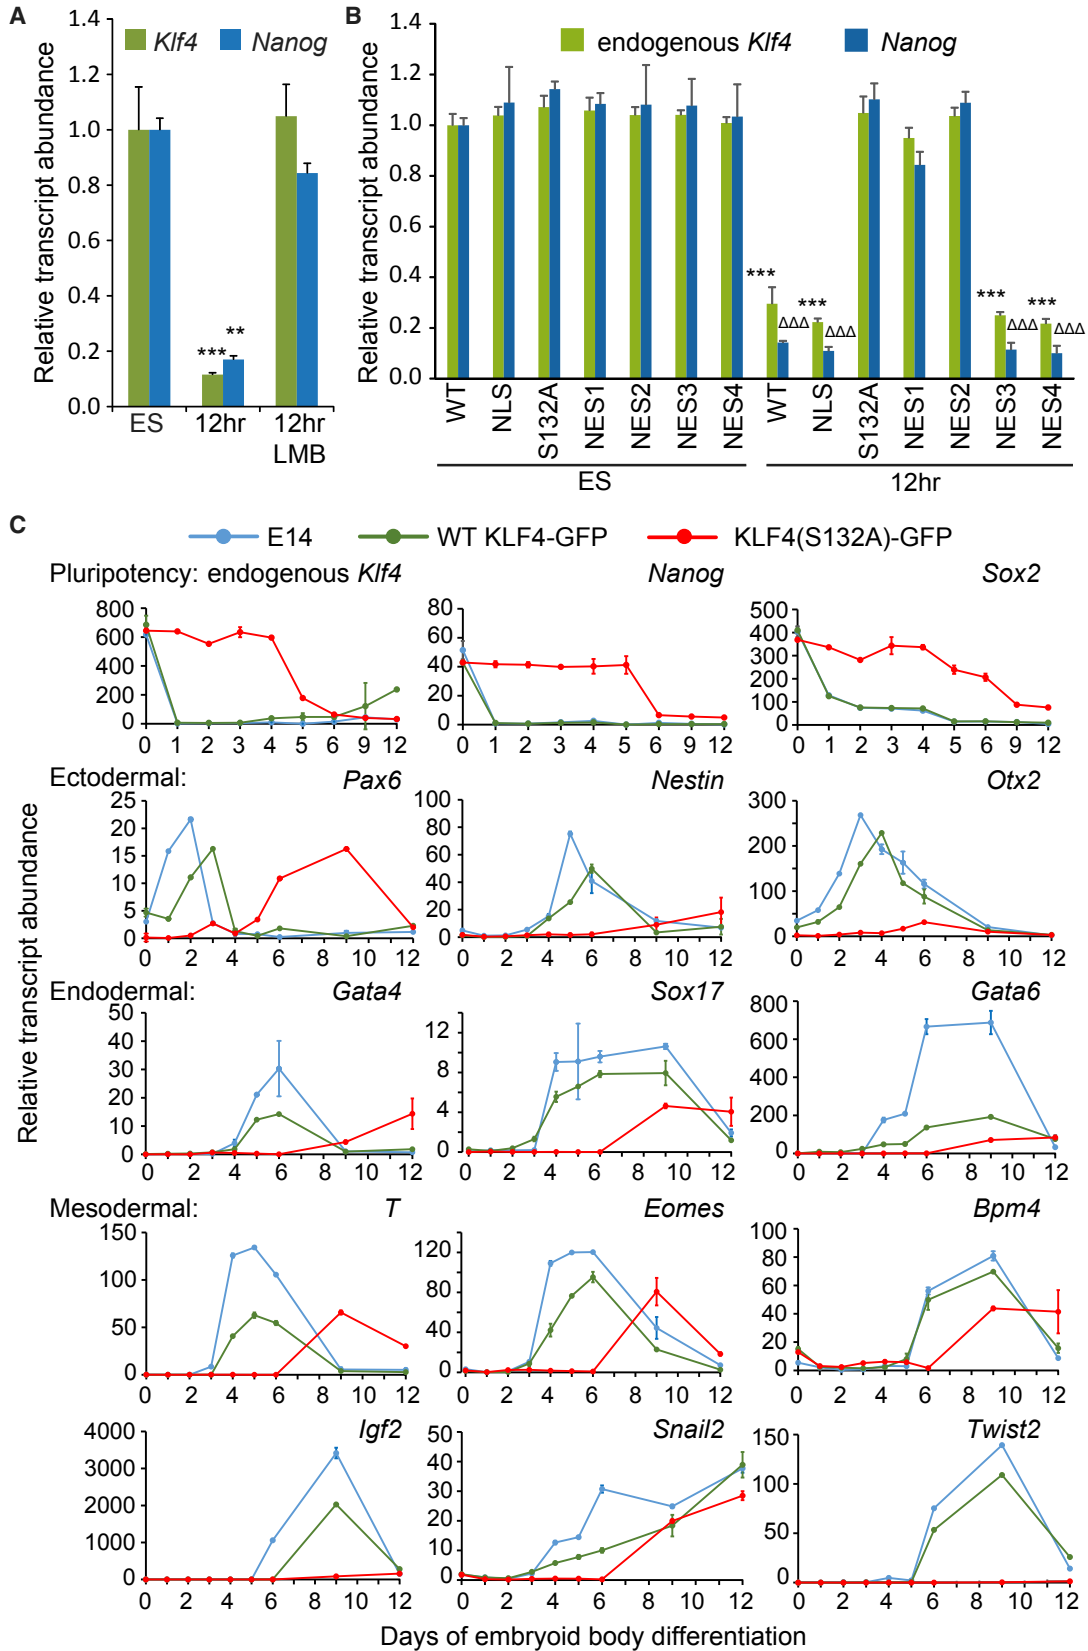 A
Relative transcript abundance
1.4
1.2
1.0
0.8
0.6
0.4
0.2
0.0
Klf4 Nanog
*** **
ES 12hr 12hr LMB
B
Relative transcript abundance
1.4
1.2
1.0
0.8
0.6
0.4
0.2
0.0
endogenous Klf4 Nanog
*** ΔΔΔ *** ΔΔΔ *** ΔΔΔ *** ΔΔΔ
WT NLS S132A NES1 NES2 NES3 NES4 WT NLS S132A NES1 NES2 NES3 NES4
ES 12hr
C
E14 WT KLF4-GFP KLF4(S132A)-GFP
Relative transcript abundance
Pluripotency: endogenous Klf4
800
600
400
200
0
0 1 2 3 4 5 6 9 12
Nanog
80
60
40
20
0
0 1 2 3 4 5 6 9 12
Sox2
500
400
300
200
100
0
0 1 2 3 4 5 6 9 12
Ectodermal: Pax6
25
20
15
10
5
0
0 2 4 6 8 10 12
Nestin
100
80
60
40
20
0
0 2 4 6 8 10 12
Otx2
300
200
100
0
0 2 4 6 8 10 12
Endodermal: Gata4
50
40
30
20
10
0
0 2 4 6 8 10 12
Sox17
12
8
4
0
0 2 4 6 8 10 12
Gata6
800
600
400
200
0
0 2 4 6 8 10 12
Mesodermal: T
150
100
50
0
0 2 4 6 8 10 12
Eomes
120
80
40
0
0 2 4 6 8 10 12
Bpm4
100
80
60
40
20
0
0 2 4 6 8 10 12
Igf2
4000
3000
2000
1000
0
0 2 4 6 8 10 12
Snail2
50
40
30
20
10
0
0 2 4 6 8 10 12
Twist2
150
100
50
0
0 2 4 6 8 10 12
Days of embryoid body differentiation